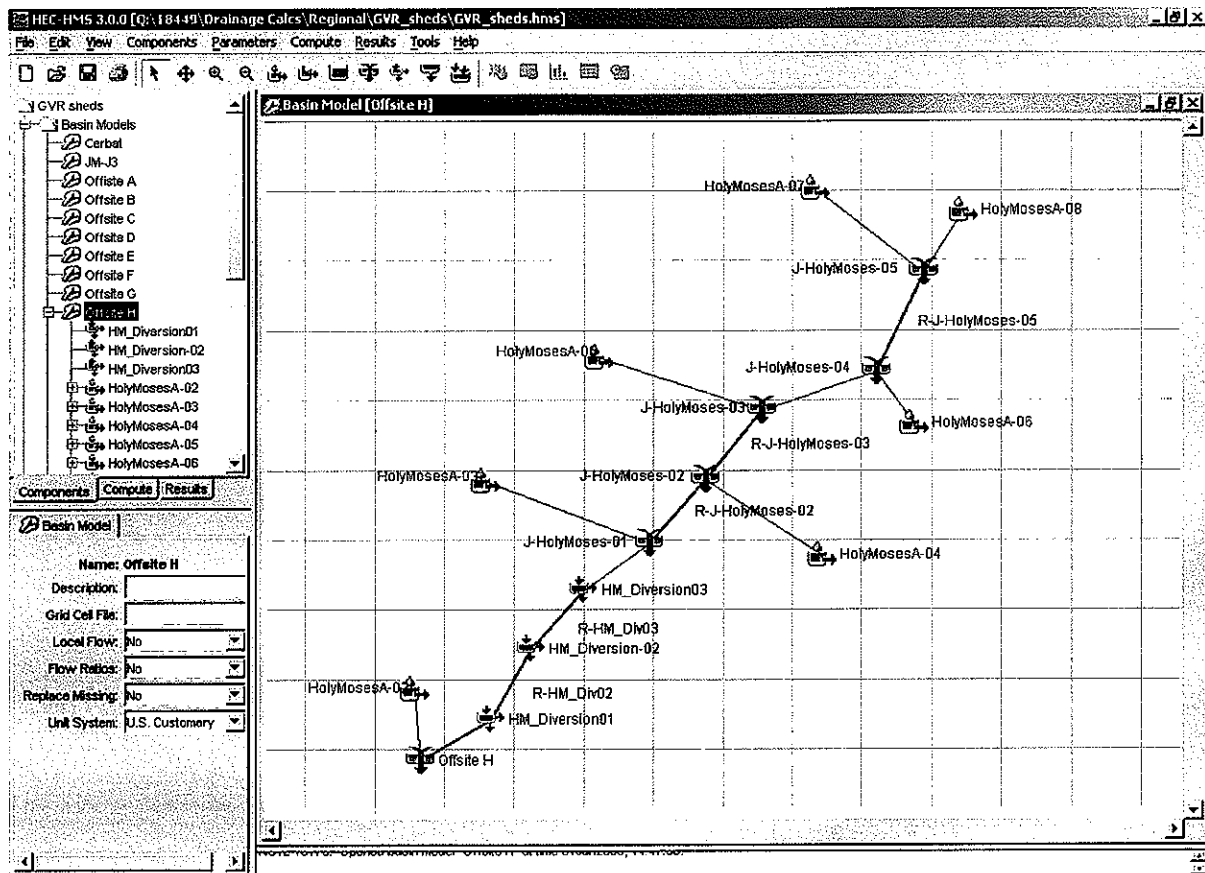 HEC-HMS 3.0.0 [Q:\18449\Drainage Calcs\Regional\GVR_sheds\GVR_sheds.hms]
File Edit View Components Parameters Compute Results Tools Help
GVR sheds
Basin Models
Cerbat
JM-J3
Offsite A
Offsite B
Offsite C
Offsite D
Offsite E
Offsite F
Offsite G
Offsite H
HM_Diversion01
HM_Diversion-02
HM_Diversion03
HolyMosesA-02
HolyMosesA-03
HolyMosesA-04
HolyMosesA-05
HolyMosesA-06
Components Compute Results
Basin Model
Name: Offsite H
Description:
Grid Cell File:
Local Flow: No
Flow Ratios: No
Replace Missing: No
Unit System: U.S. Customary
Basin Model [Offsite H]
HolyMosesA-07
HolyMosesA-08
J-HolyMoses-05
R-J-HolyMoses-05
J-HolyMoses-04
J-HolyMoses-03
HolyMosesA-06
R-J-HolyMoses-03
HolyMosesA-03
J-HolyMoses-02
R-J-HolyMoses-02
J-HolyMoses-01
HolyMosesA-04
HM_Diversion03
R-HM_Div03
HM_Diversion-02
R-HM_Div02
HM_Diversion01
Offsite H